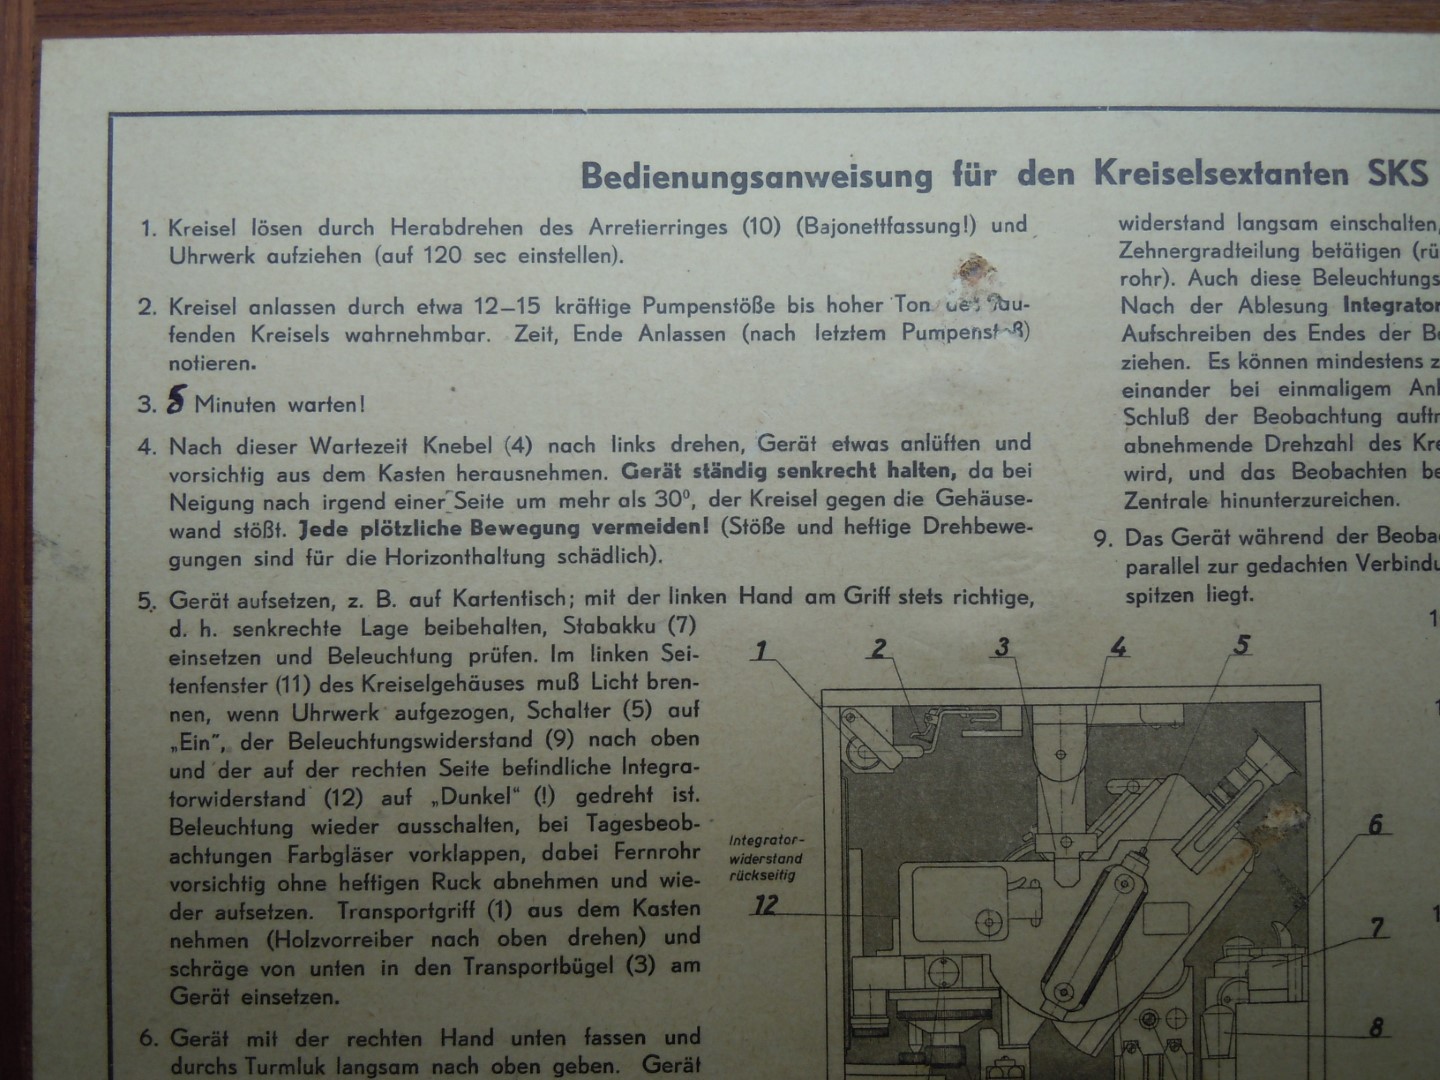 Bedienungsanweisung für den Kreiselsextanten SKS
1. Kreisel lösen durch Herabdrehen des Arretierringes (10) (Bajonettfassung!) und
Uhrwerk aufziehen (auf 120 sec einstellen).
2. Kreisel anlassen durch etwa 12–15 kräftige Pumpenstöße bis hoher Ton des lau-
fenden Kreisels wahrnehmbar. Zeit, Ende Anlassen (nach letztem Pumpenstoß)
notieren.
3. 5 Minuten warten!
4. Nach dieser Wartezeit Knebel (4) nach links drehen, Gerät etwas anlüften und
vorsichtig aus dem Kasten herausnehmen. Gerät ständig senkrecht halten, da bei
Neigung nach irgend einer Seite um mehr als 30°, der Kreisel gegen die Gehäuse-
wand stößt. Jede plötzliche Bewegung vermeiden! (Stöße und heftige Drehbewe-
gungen sind für die Horizonthaltung schädlich).
5. Gerät aufsetzen, z. B. auf Kartentisch; mit der linken Hand am Griff stets richtige,
d. h. senkrechte Lage beibehalten, Stabakku (7)
einsetzen und Beleuchtung prüfen. Im linken Sei-
tenfenster (11) des Kreiselgehäuses muß Licht bren-
nen, wenn Uhrwerk aufgezogen, Schalter (5) auf
„Ein", der Beleuchtungswiderstand (9) nach oben
und der auf der rechten Seite befindliche Integra-
torwiderstand (12) auf „Dunkel" (!) gedreht ist.
Beleuchtung wieder ausschalten, bei Tagesbeob-
achtungen Farbgläser vorklappen, dabei Fernrohr
vorsichtig ohne heftigen Ruck abnehmen und wie-
der aufsetzen. Transportgriff (1) aus dem Kasten
nehmen (Holzvorreiber nach oben drehen) und
schräge von unten in den Transportbügel (3) am
Gerät einsetzen.
6. Gerät mit der rechten Hand unten fassen und
durchs Turmluk langsam nach oben geben. Gerät
widerstand langsam einschalten,
Zehnergradteilung betätigen (rü
rohr). Auch diese Beleuchtungs
Nach der Ablesung Integrator
Aufschreiben des Endes der Be
ziehen. Es können mindestens z
einander bei einmaligem Anl
Schluß der Beobachtung auftr
abnehmende Drehzahl des Kre
wird, und das Beobachten be
Zentrale hinunterzureichen.
9. Das Gerät während der Beoba
parallel zur gedachten Verbindu
spitzen liegt.
1
1
1
1 2 3 4 5
6
Integrator-
widerstand
rückseitig
12
7
8